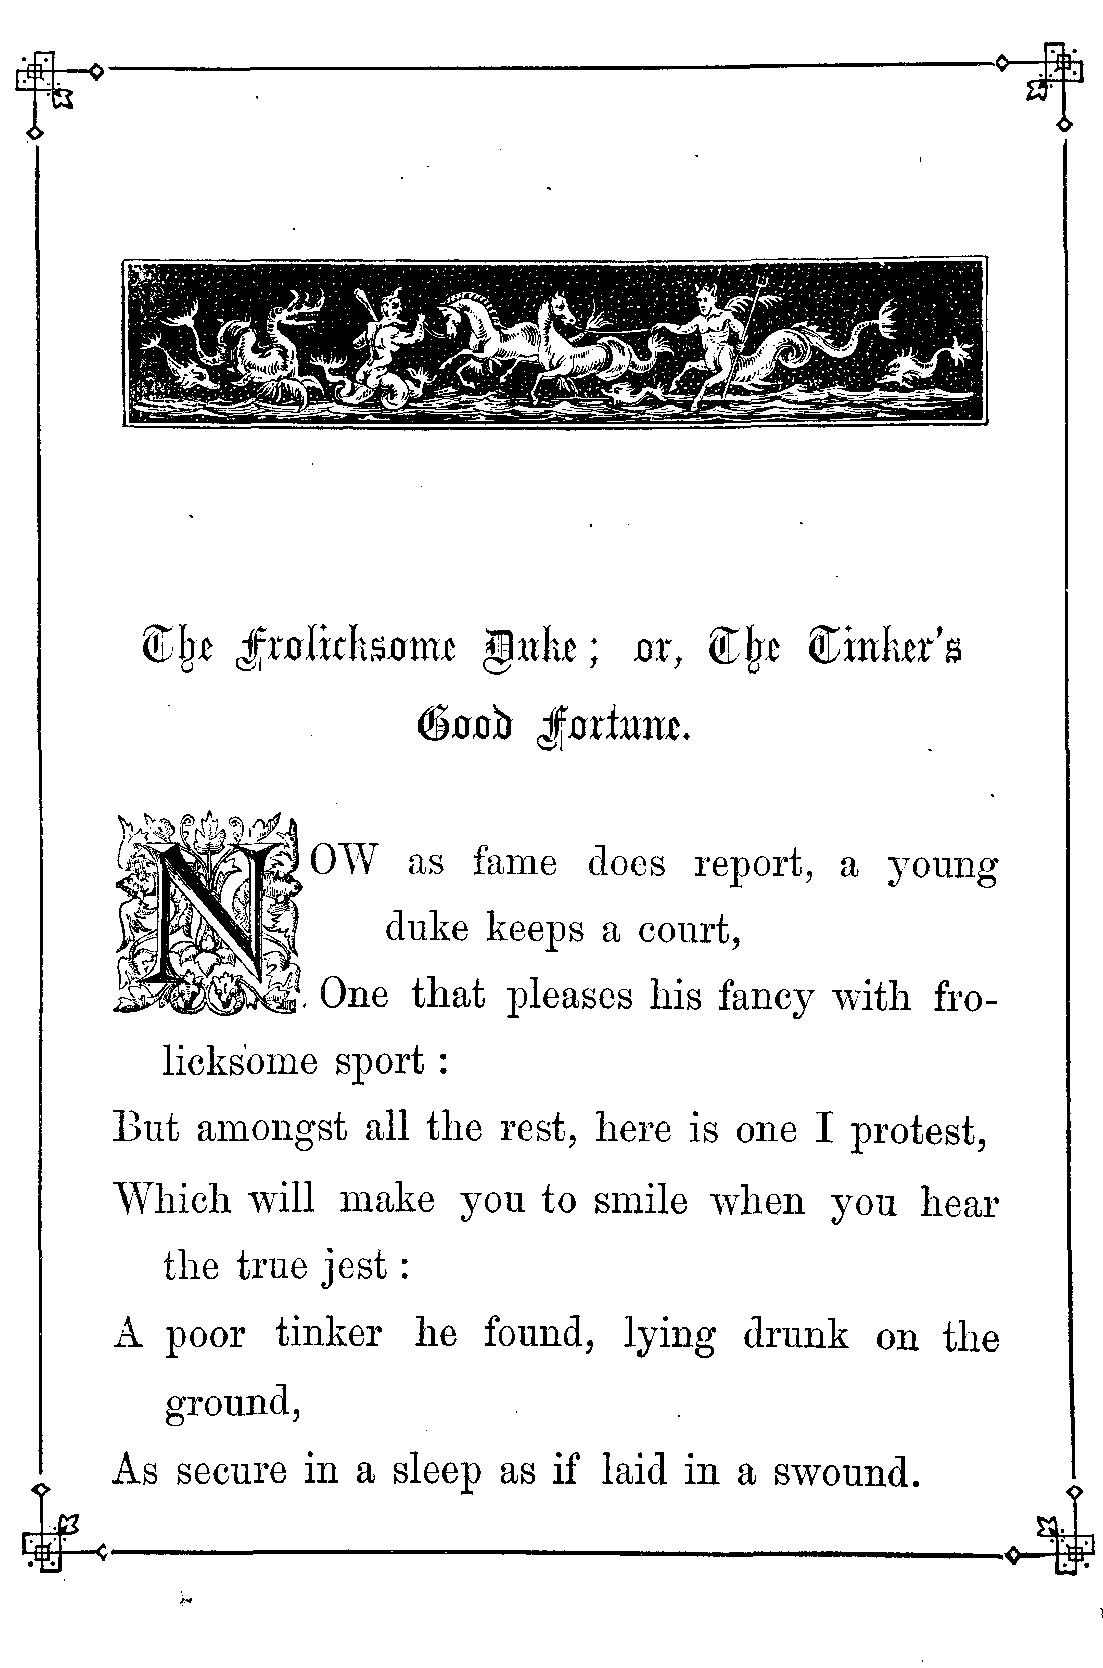 The Frolicksome Duke; or, The Tinker's
Good Fortune.
NOW as fame does report, a young
duke keeps a court,
One that pleases his fancy with fro-
licksome sport :
But amongst all the rest, here is one I protest,
Which will make you to smile when you hear
the true jest :
A poor tinker he found, lying drunk on the
ground,
As secure in a sleep as if laid in a swound.